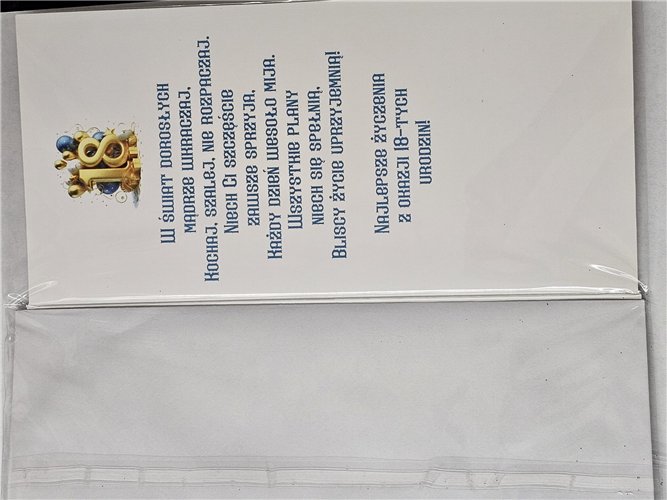 18
W świat dorosłych
mądrze wkraczaj,
Kochaj, szalej, nie rozpaczaj.
Niech Ci szczęście
zawsze sprzyja,
Każdy dzień wesoło mija.
Wszystkie plany
niech się spełnią,
Bliscy życie uprzyjemnią!
Najlepsze życzenia
z okazji 18-tych
urodzin!